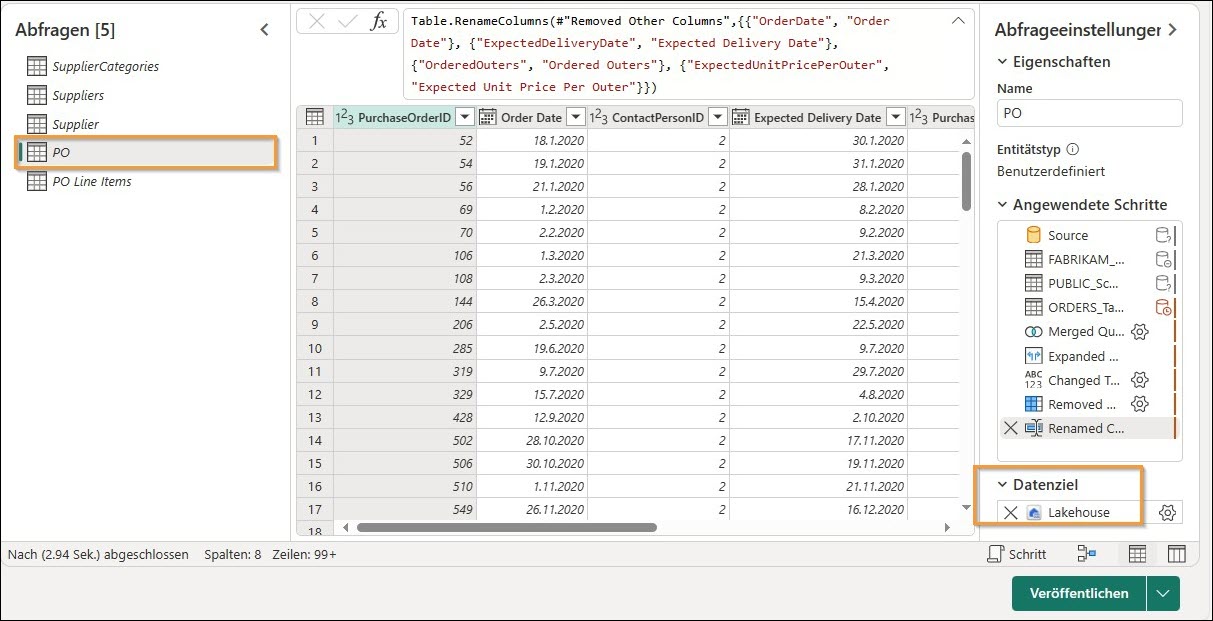 Abfragen [5]
SupplierCategories
Suppliers
Supplier
PO
PO Line Items
fx
Table.RenameColumns(#"Removed Other Columns",{{"OrderDate", "Order
Date"}, {"ExpectedDeliveryDate", "Expected Delivery Date"},
{"OrderedOuters", "Ordered Outers"}, {"ExpectedUnitPricePerOuter",
"Expected Unit Price Per Outer"}})
123 PurchaseOrderID Order Date 123 ContactPersonID Expected Delivery Date 123 Purchas
1 52 18.1.2020 2 30.1.2020
2 54 19.1.2020 2 31.1.2020
3 56 21.1.2020 2 28.1.2020
4 69 1.2.2020 2 8.2.2020
5 70 2.2.2020 2 9.2.2020
6 106 1.3.2020 2 21.3.2020
7 108 2.3.2020 2 9.3.2020
8 144 26.3.2020 2 15.4.2020
9 206 2.5.2020 2 22.5.2020
10 285 19.6.2020 2 9.7.2020
11 319 9.7.2020 2 29.7.2020
12 329 15.7.2020 2 4.8.2020
13 428 12.9.2020 2 2.10.2020
14 502 28.10.2020 2 17.11.2020
15 506 30.10.2020 2 19.11.2020
16 510 1.11.2020 2 21.11.2020
17 549 26.11.2020 2 16.12.2020
18
Abfrageeinstellunger
Eigenschaften
Name
PO
Entitätstyp
Benutzerdefiniert
Angewendete Schritte
Source
FABRIKAM_...
PUBLIC_Sc...
ORDERS_Ta...
Merged Qu...
Expanded ...
ABC 123 Changed T...
Removed ...
Renamed C...
Datenziel
Lakehouse
Nach (2.94 Sek.) abgeschlossen Spalten: 8 Zeilen: 99+
Schritt
Veröffentlichen